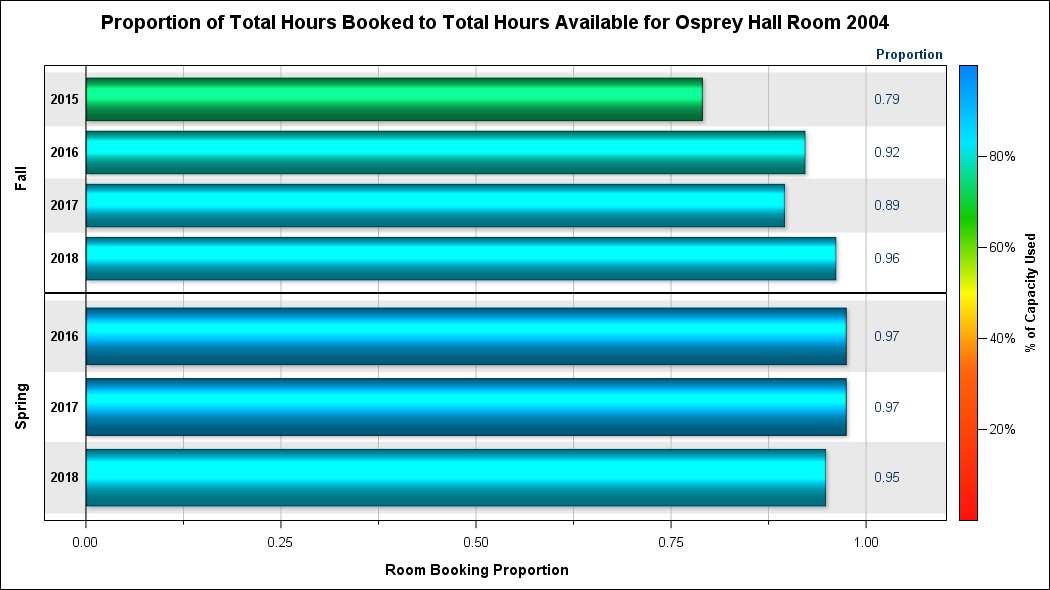 Proportion of Total Hours Booked to Total Hours Available for Osprey Hall Room 2004
Proportion
Fall
2015 0.79
2016 0.92
2017 0.89
2018 0.96
Spring
2016 0.97
2017 0.97
2018 0.95
0.00 0.25 0.50 0.75 1.00
Room Booking Proportion
80%
60%
40%
20%
% of Capacity Used